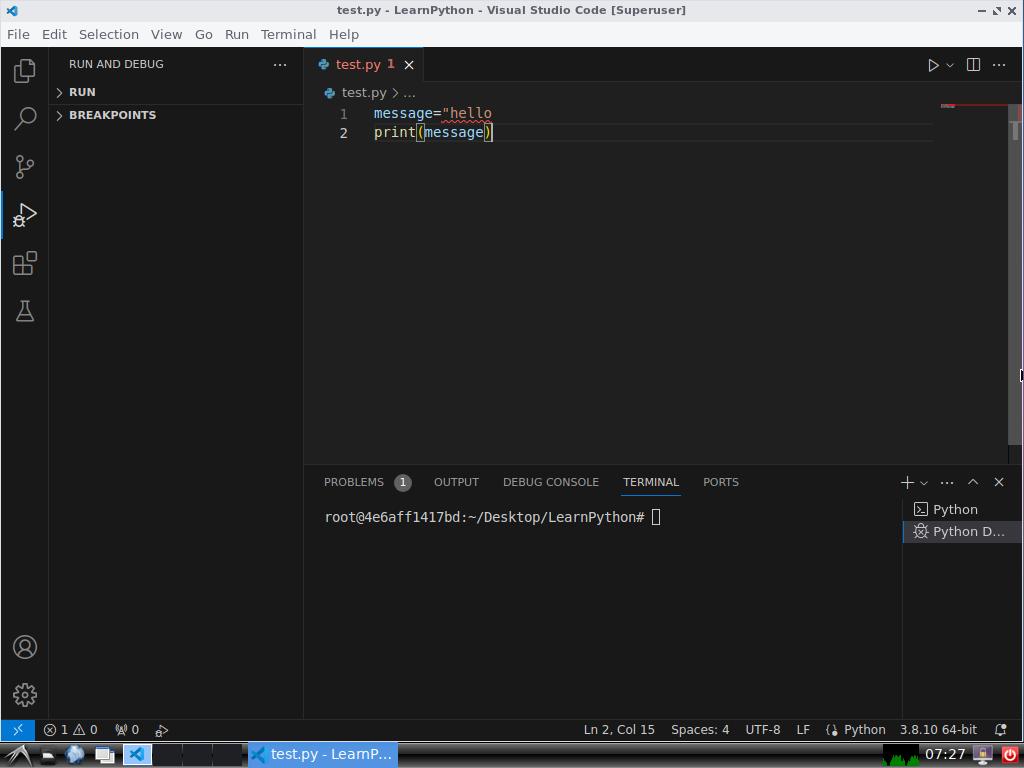 test.py - LearnPython - Visual Studio Code [Superuser]
File Edit Selection View Go Run Terminal Help
RUN AND DEBUG
test.py 1
RUN
BREAKPOINTS
test.py > ...
1 message="hello
2 print(message)
PROBLEMS 1 OUTPUT DEBUG CONSOLE TERMINAL PORTS
root@4e6aff1417bd:~/Desktop/LearnPython#
Python
Python D...
1 0 0 Ln 2, Col 15 Spaces: 4 UTF-8 LF Python 3.8.10 64-bit
test.py - LearnP... 07:27